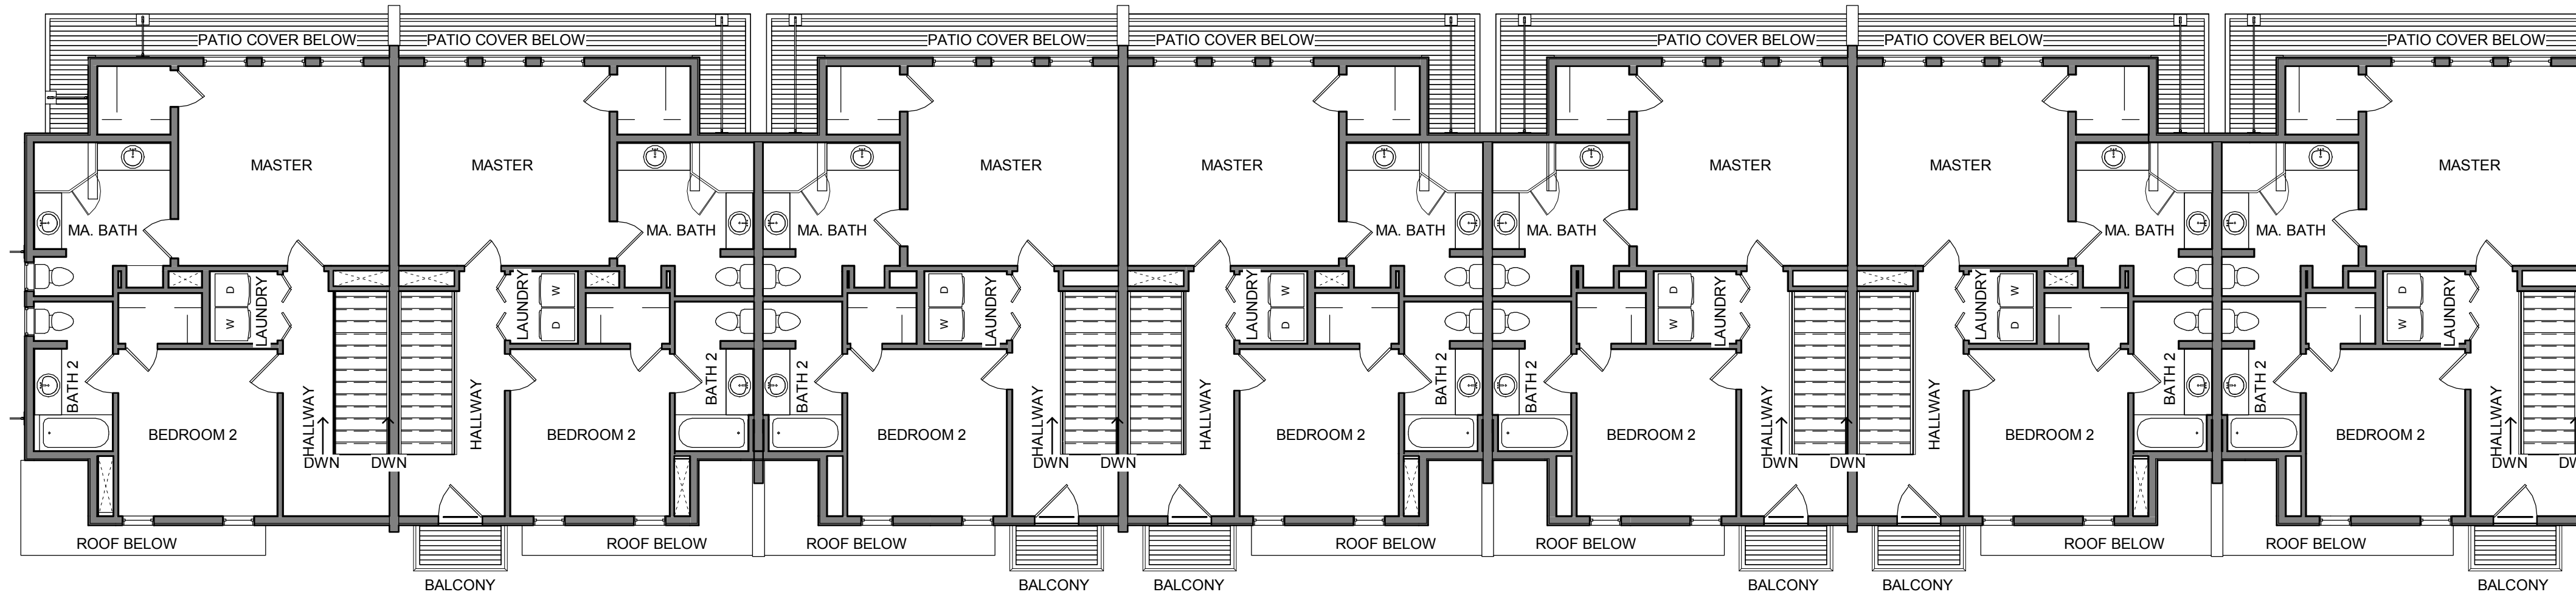 PATIO COVER BELOW
PATIO COVER BELOW
PATIO COVER BELOW
PATIO COVER BELOW
PATIO COVER BELOW
PATIO COVER BELOW
PATIO COVER BELOW
MASTER
MASTER
MASTER
MASTER
MASTER
MASTER
MASTER
MA. BATH
MA. BATH
MA. BATH
MA. BATH
MA. BATH
MA. BATH
MA. BATH
D
W
LAUNDRY
LAUNDRY
W
D
D
W
LAUNDRY
LAUNDRY
W
D
D
W
LAUNDRY
LAUNDRY
W
D
D
W
LAUNDRY
BATH 2
HALLWAY
HALLWAY
BATH 2
BATH 2
HALLWAY
HALLWAY
BATH 2
BATH 2
HALLWAY
HALLWAY
BATH 2
BATH 2
HALLWAY
BEDROOM 2
BEDROOM 2
BEDROOM 2
BEDROOM 2
BEDROOM 2
BEDROOM 2
BEDROOM 2
DWN
DWN
DWN
DWN
DWN
DWN
DWN
ROOF BELOW
ROOF BELOW
ROOF BELOW
ROOF BELOW
ROOF BELOW
ROOF BELOW
ROOF BELOW
BALCONY
BALCONY
BALCONY
BALCONY
BALCONY
BALCONY